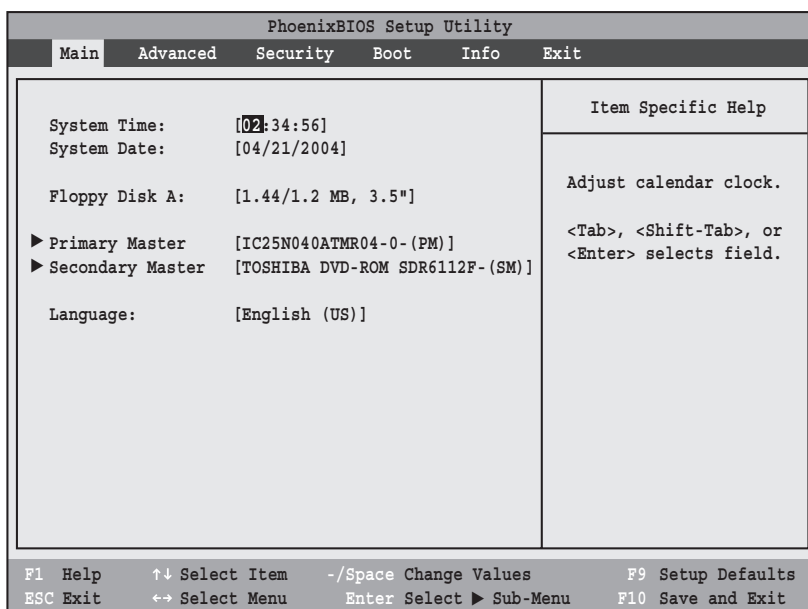 PhoenixBIOS Setup Utility
Main Advanced Security Boot Info Exit
System Time: [02:34:56]
System Date: [04/21/2004]
Floppy Disk A: [1.44/1.2 MB, 3.5"]
▶ Primary Master [IC25N040ATMR04-0-(PM)]
▶ Secondary Master [TOSHIBA DVD-ROM SDR6112F-(SM)]
Language: [English (US)]
Item Specific Help
Adjust calendar clock.
<Tab>, <Shift-Tab>, or
<Enter> selects field.
F1 Help ↑↓ Select Item -/Space Change Values F9 Setup Defaults
ESC Exit ←→ Select Menu Enter Select ▶ Sub-Menu F10 Save and Exit